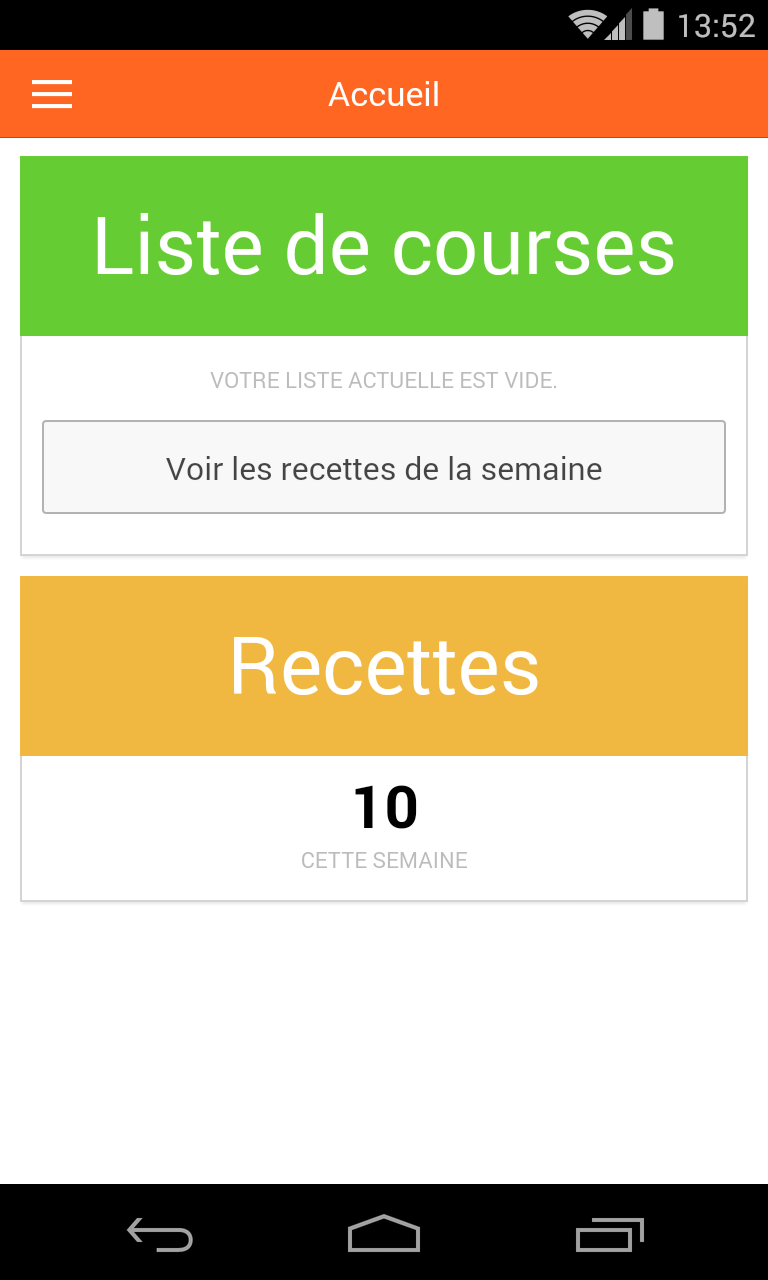 13:52
Accueil
Liste de courses
VOTRE LISTE ACTUELLE EST VIDE.
Voir les recettes de la semaine
Recettes
10
CETTE SEMAINE